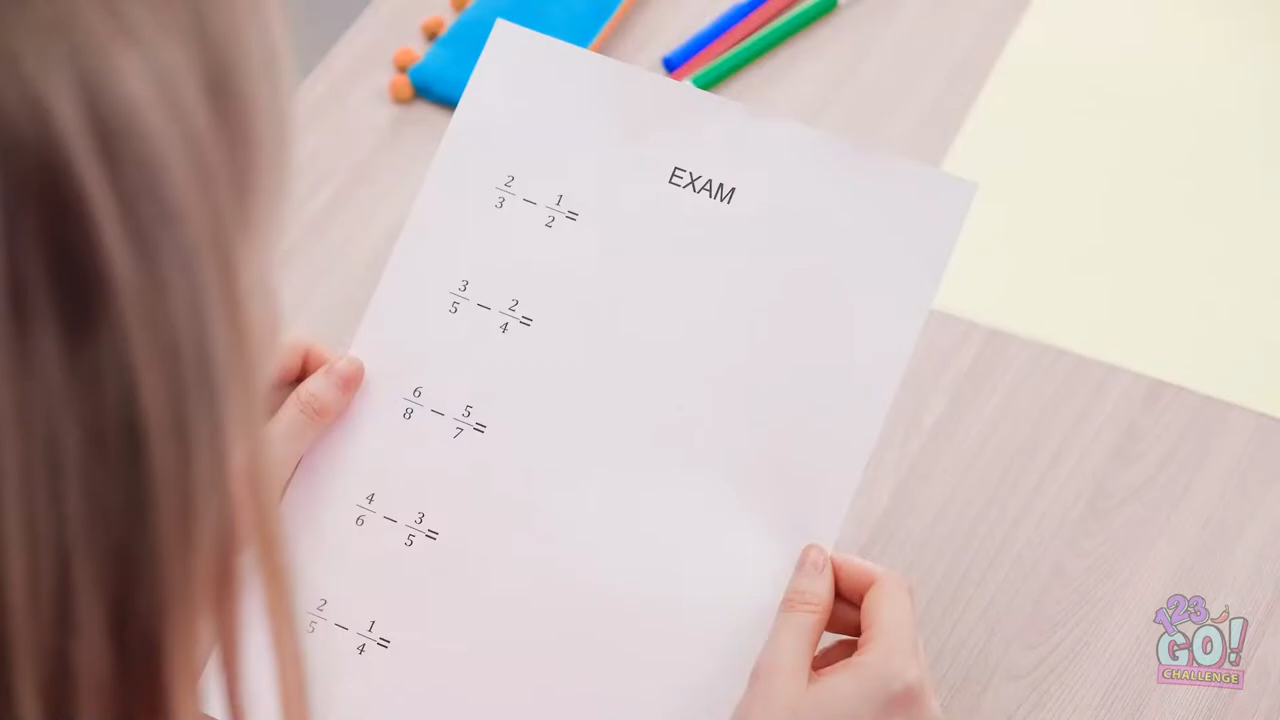 EXAM
2/3 − 1/2=
3/5 − 2/4=
6/8 − 5/7=
4/6 − 3/5=
2/5 − 1/4=
123
GO!
CHALLENGE